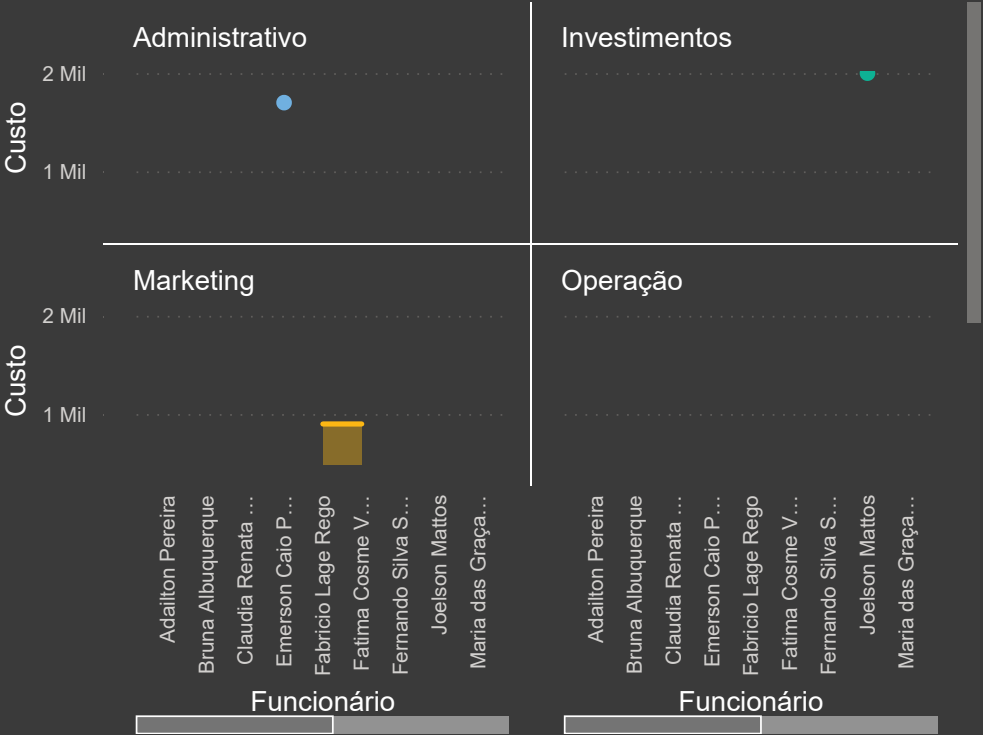 Administrativo
Investimentos
2 Mil
1 Mil
Custo
Marketing
Operação
2 Mil
1 Mil
Custo
Adailton Pereira
Bruna Albuquerque
Claudia Renata ...
Emerson Caio P...
Fabricio Lage Rego
Fatima Cosme V...
Fernando Silva S...
Joelson Mattos
Maria das Graça...
Adailton Pereira
Bruna Albuquerque
Claudia Renata ...
Emerson Caio P...
Fabricio Lage Rego
Fatima Cosme V...
Fernando Silva S...
Joelson Mattos
Maria das Graça...
Funcionário
Funcionário